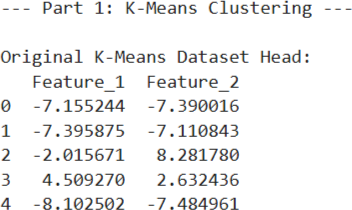 --- Part 1: K-Means Clustering ---
Original K-Means Dataset Head:
   Feature_1  Feature_2
0  -7.155244  -7.390016
1  -7.395875  -7.110843
2  -2.015671   8.281780
3   4.509270   2.632436
4  -8.102502  -7.484961